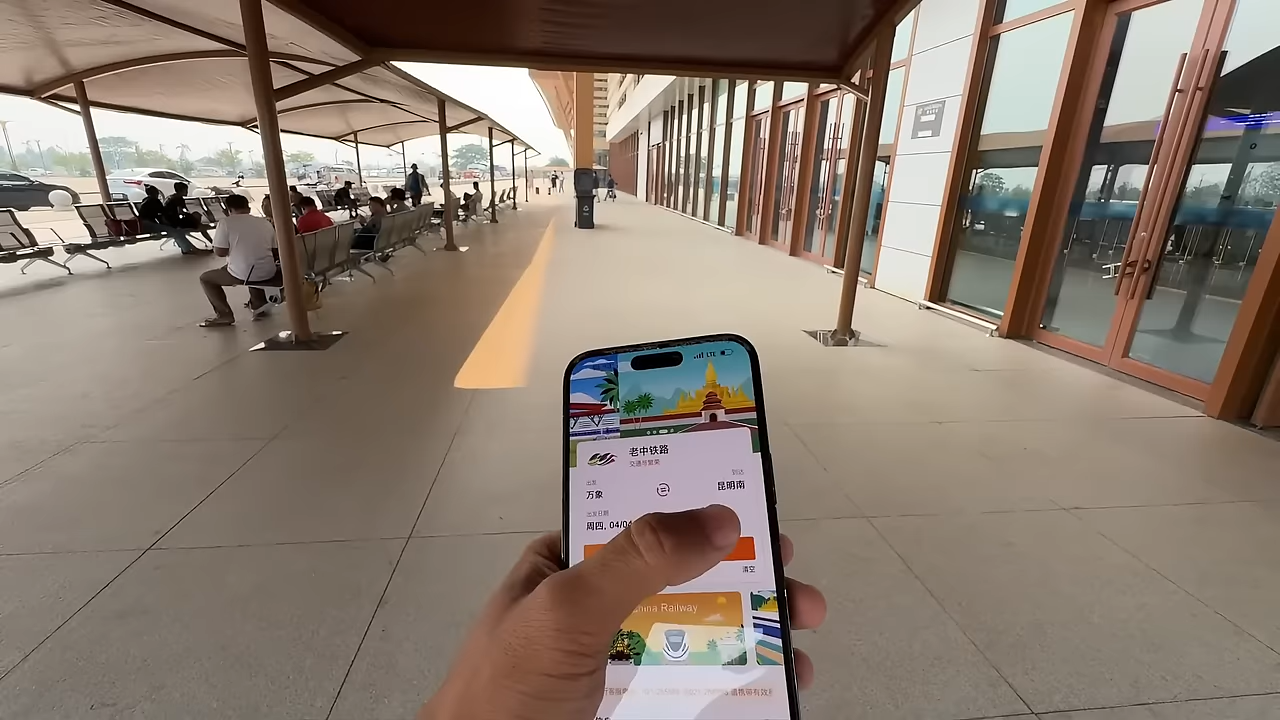 LTE
老中铁路
交通与繁荣
出发
到达
万象
昆明南
出发日期
周四, 04/04
清空
China Railway